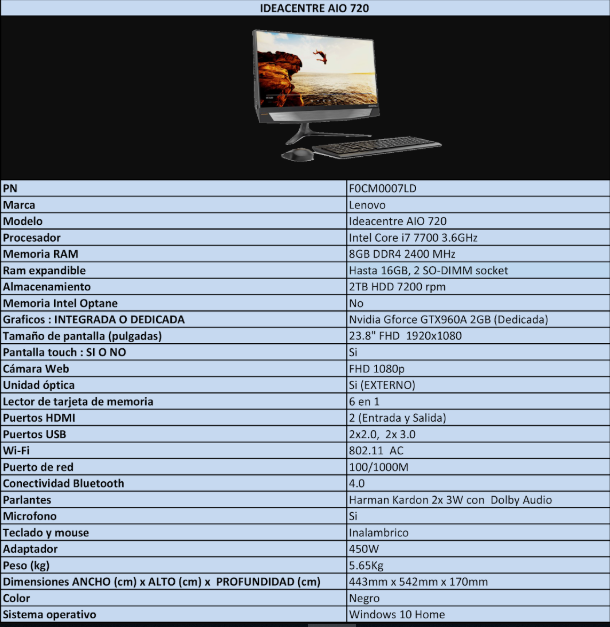 IDEACENTRE AIO 720
PN F0CM0007LD
Marca Lenovo
Modelo Ideacentre AIO 720
Procesador Intel Core i7 7700 3.6GHz
Memoria RAM 8GB DDR4 2400 MHz
Ram expandible Hasta 16GB, 2 SO-DIMM socket
Almacenamiento 2TB HDD 7200 rpm
Memoria Intel Optane No
Graficos : INTEGRADA O DEDICADA Nvidia Gforce GTX960A 2GB (Dedicada)
Tamaño de pantalla (pulgadas) 23.8" FHD 1920x1080
Pantalla touch : SI O NO Si
Cámara Web FHD 1080p
Unidad óptica Si (EXTERNO)
Lector de tarjeta de memoria 6 en 1
Puertos HDMI 2 (Entrada y Salida)
Puertos USB 2x2.0, 2x 3.0
Wi-Fi 802.11 AC
Puerto de red 100/1000M
Conectividad Bluetooth 4.0
Parlantes Harman Kardon 2x 3W con Dolby Audio
Microfono Si
Teclado y mouse Inalambrico
Adaptador 450W
Peso (kg) 5.65Kg
Dimensiones ANCHO (cm) x ALTO (cm) x PROFUNDIDAD (cm) 443mm x 542mm x 170mm
Color Negro
Sistema operativo Windows 10 Home